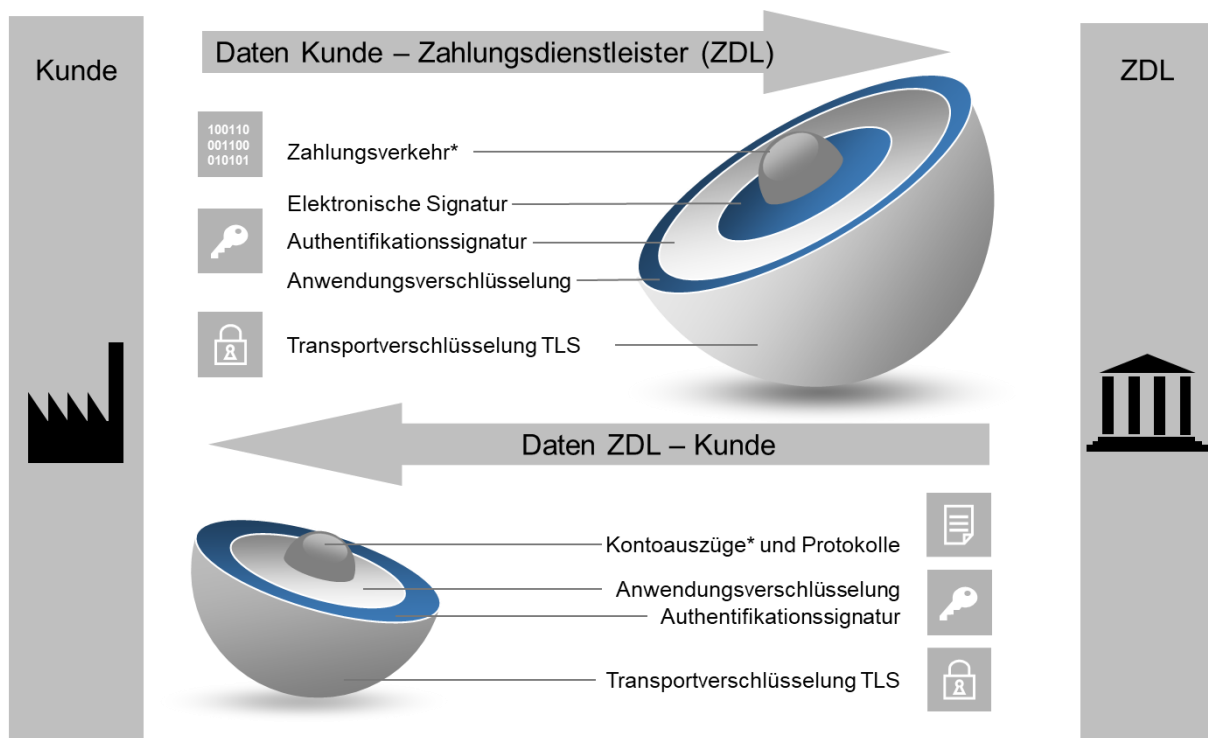 Kunde
Daten Kunde – Zahlungsdienstleister (ZDL)
ZDL
100110
001100
010101
Zahlungsverkehr*
Elektronische Signatur
Authentifikationssignatur
Anwendungsverschlüsselung
Transportverschlüsselung TLS
Daten ZDL – Kunde
Kontoauszüge* und Protokolle
Anwendungsverschlüsselung
Authentifikationssignatur
Transportverschlüsselung TLS